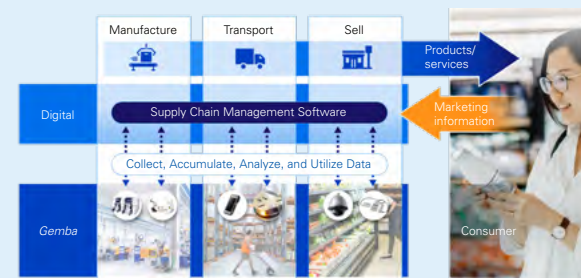 Manufacture
Transport
Sell
Products/
services
Digital
Supply Chain Management Software
Marketing
information
Collect, Accumulate, Analyze, and Utilize Data
Gemba
Consumer